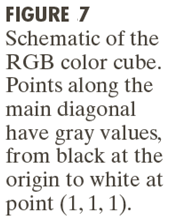 FIGURE 7
Schematic of the
RGB color cube.
Points along the
main diagonal
have gray values,
from black at the
origin to white at
point (1, 1, 1).